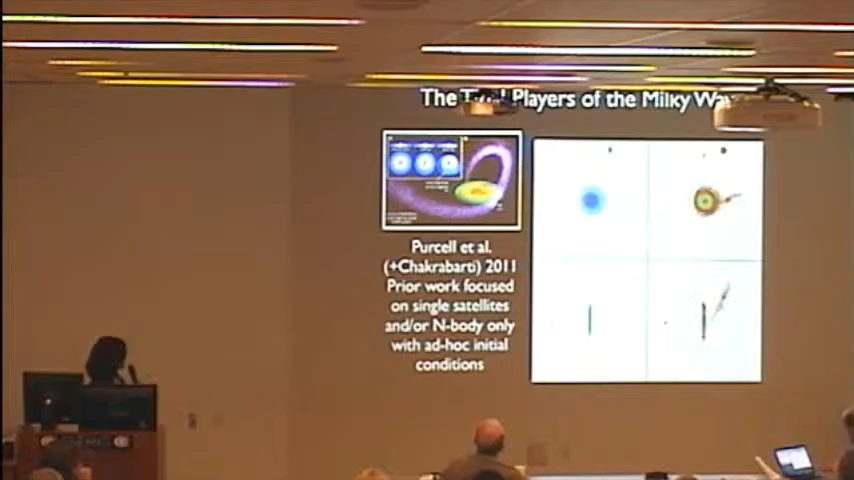 The Tidal Players of the Milky Way
Purcell et al.
(+Chakrabarti) 2011
Prior work focused
on single satellites
and/or N-body only
with ad-hoc initial
conditions